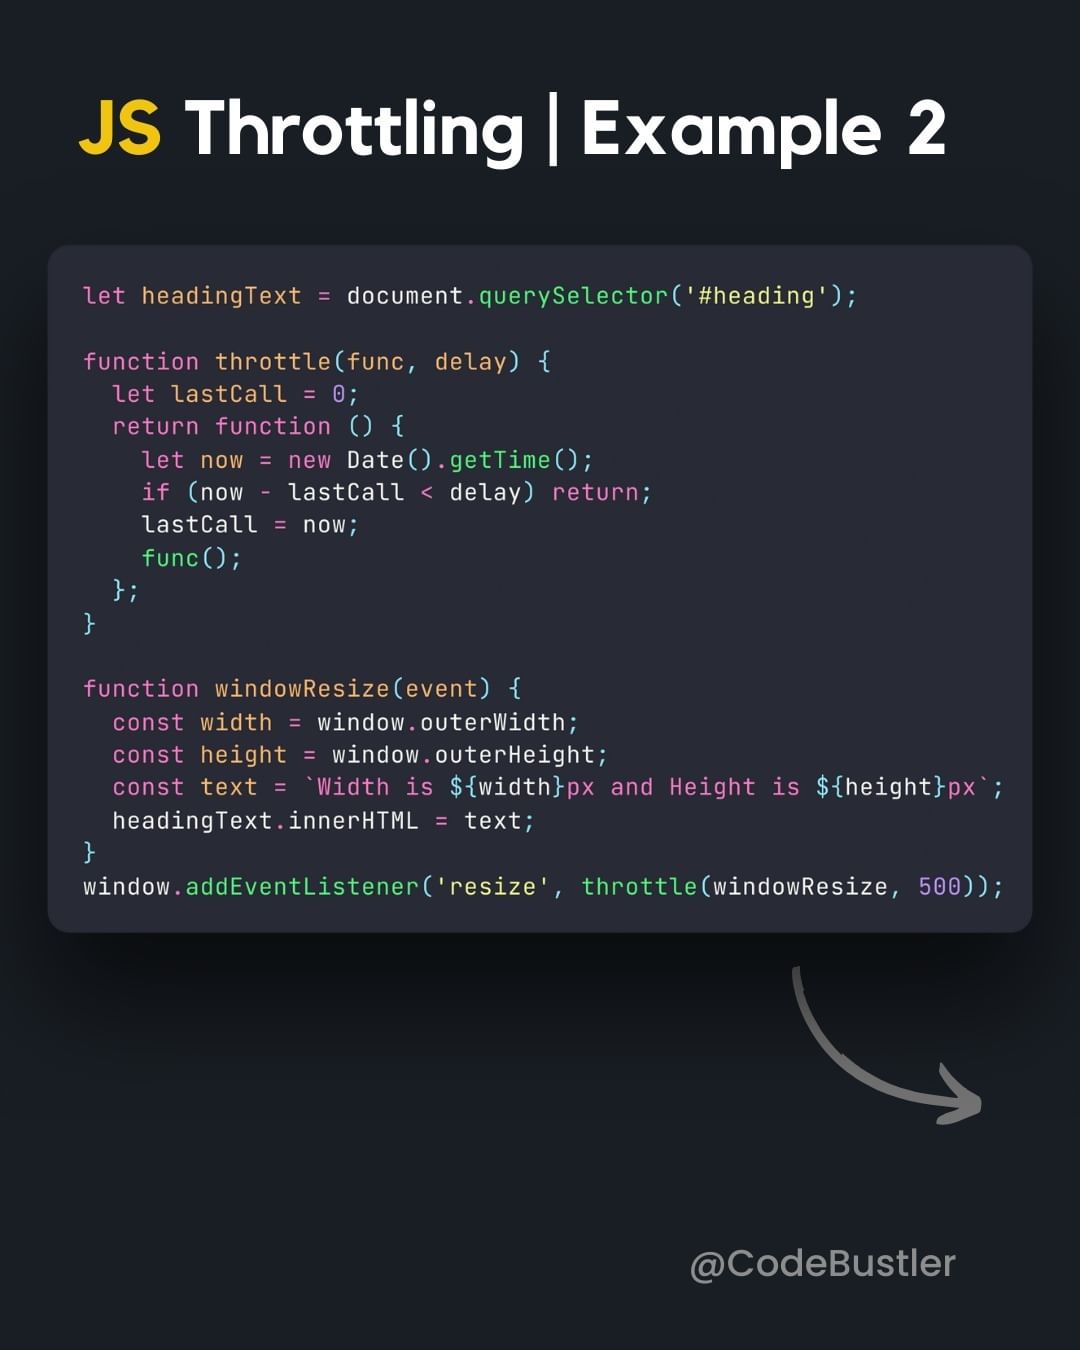 JS Throttling | Example 2
let headingText = document.querySelector('#heading');
function throttle(func, delay) {
  let lastCall = 0;
  return function () {
    let now = new Date().getTime();
    if (now - lastCall < delay) return;
    lastCall = now;
    func();
  };
}
function windowResize(event) {
  const width = window.outerWidth;
  const height = window.outerHeight;
  const text = `Width is ${width}px and Height is ${height}px`;
  headingText.innerHTML = text;
}
window.addEventListener('resize', throttle(windowResize, 500));
@CodeBustler